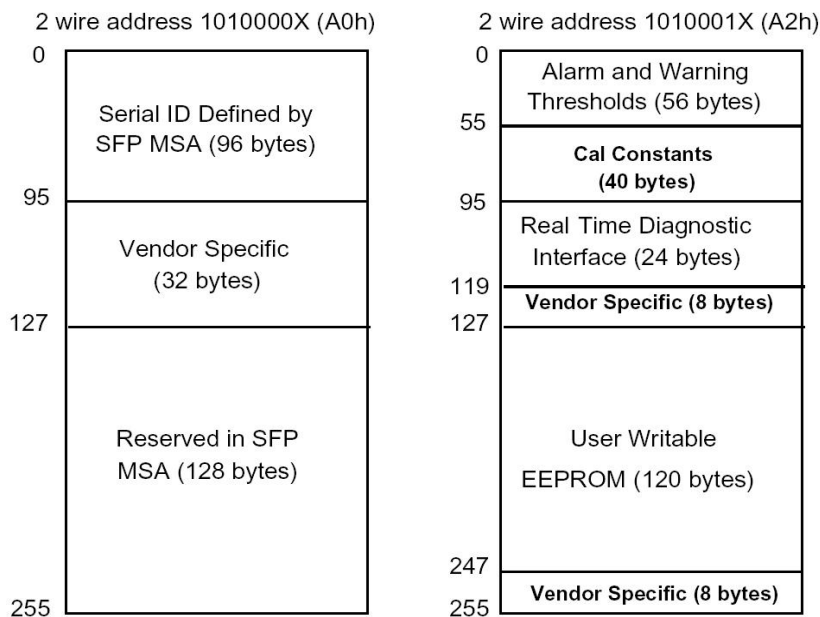 2 wire address 1010000X (A0h)
0
Serial ID Defined by
SFP MSA (96 bytes)
95
Vendor Specific
(32 bytes)
127
Reserved in SFP
MSA (128 bytes)
255
2 wire address 1010001X (A2h)
0
Alarm and Warning
Thresholds (56 bytes)
55
Cal Constants
(40 bytes)
95
Real Time Diagnostic
Interface (24 bytes)
119
Vendor Specific (8 bytes)
127
User Writable
EEPROM (120 bytes)
247
Vendor Specific (8 bytes)
255